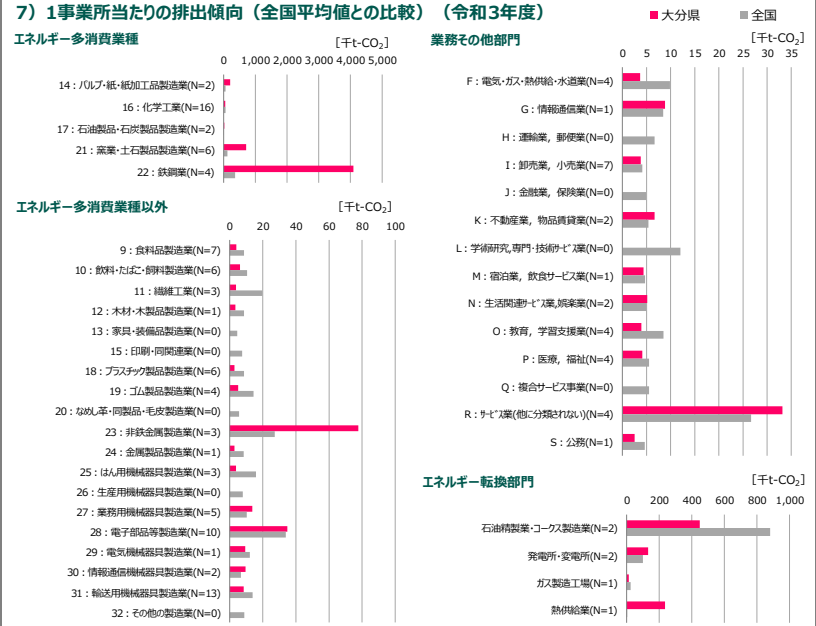 7）1事業所当たりの排出傾向（全国平均値との比較）（令和3年度）
大分県
全国
エネルギー多消費業種
［千t-CO₂］
0 1,000 2,000 3,000 4,000 5,000
14：パルプ・紙・紙加工品製造業(N=2)
16：化学工業(N=16)
17：石油製品・石炭製品製造業(N=2)
21：窯業・土石製品製造業(N=6)
22：鉄鋼業(N=4)
エネルギー多消費業種以外
［千t-CO₂］
0 20 40 60 80 100
9：食料品製造業(N=7)
10：飲料・たばこ・飼料製造業(N=6)
11：繊維工業(N=3)
12：木材・木製品製造業(N=1)
13：家具・装備品製造業(N=0)
15：印刷・同関連業(N=0)
18：プラスチック製品製造業(N=6)
19：ゴム製品製造業(N=4)
20：なめし革・同製品・毛皮製造業(N=0)
23：非鉄金属製造業(N=3)
24：金属製品製造業(N=1)
25：はん用機械器具製造業(N=3)
26：生産用機械器具製造業(N=0)
27：業務用機械器具製造業(N=5)
28：電子部品等製造業(N=10)
29：電気機械器具製造業(N=1)
30：情報通信機械器具製造業(N=2)
31：輸送用機械器具製造業(N=13)
32：その他の製造業(N=0)
業務その他部門
［千t-CO₂］
0 5 10 15 20 25 30 35
F：電気・ガス・熱供給・水道業(N=4)
G：情報通信業(N=1)
H：運輸業，郵便業(N=0)
I：卸売業，小売業(N=7)
J：金融業，保険業(N=0)
K：不動産業，物品賃貸業(N=2)
L：学術研究,専門・技術ｻｰﾋﾞｽ業(N=0)
M：宿泊業，飲食サービス業(N=1)
N：生活関連ｻｰﾋﾞｽ業,娯楽業(N=2)
O：教育，学習支援業(N=4)
P：医療，福祉(N=4)
Q：複合サービス事業(N=0)
R：ｻｰﾋﾞｽ業(他に分類されない)(N=4)
S：公務(N=1)
エネルギー転換部門
［千t-CO₂］
0 200 400 600 800 1,000
石油精製業・コークス製造業(N=2)
発電所・変電所(N=2)
ガス製造工場(N=1)
熱供給業(N=1)